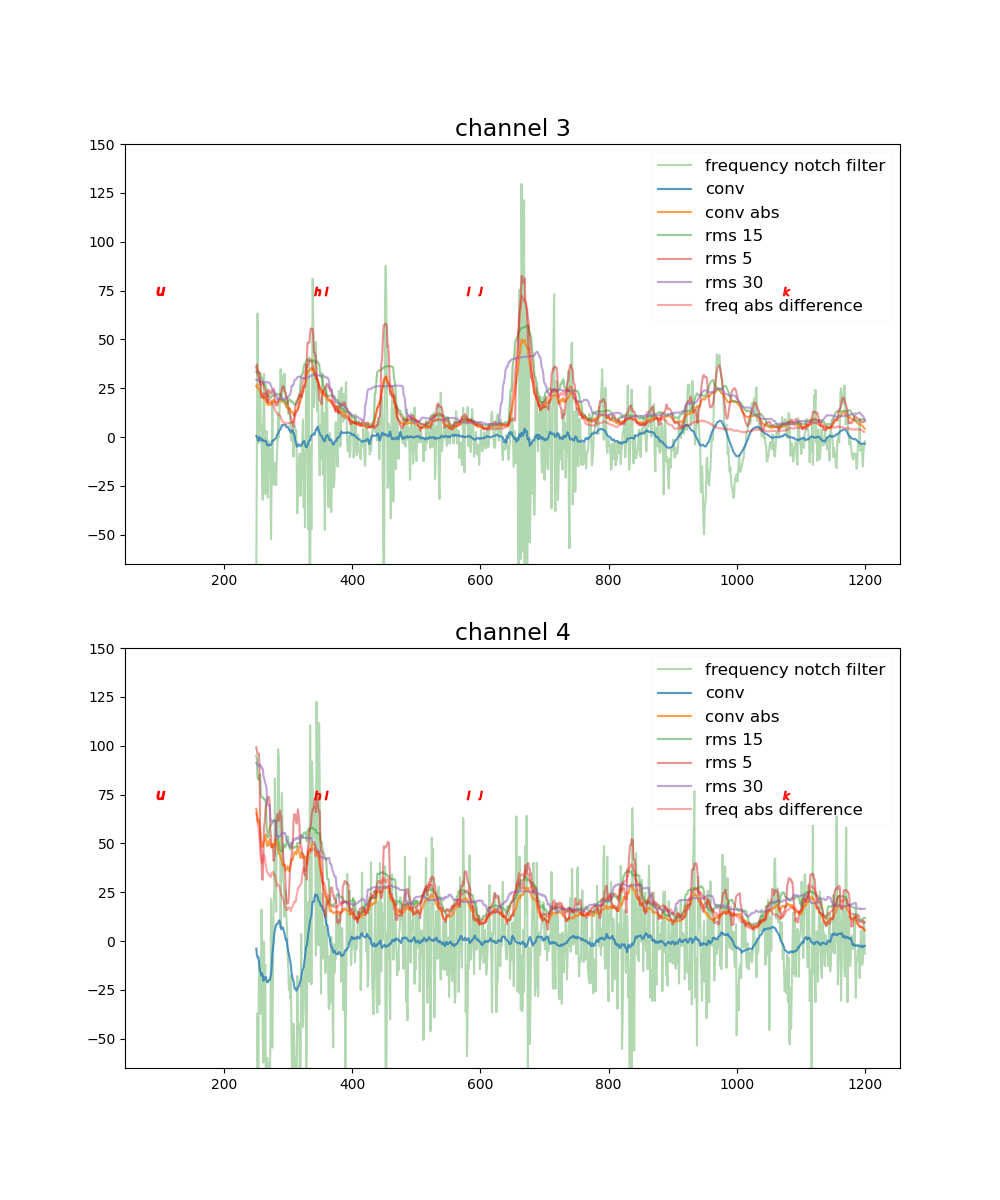 channel 3
150
125
100
75
50
25
0
−25
−50
frequency notch filter
conv
conv abs
rms 15
rms 5
rms 30
freq abs difference
u h I I J k
200 400 600 800 1000 1200
channel 4
150
125
100
75
50
25
0
−25
−50
frequency notch filter
conv
conv abs
rms 15
rms 5
rms 30
freq abs difference
u h I I J k
200 400 600 800 1000 1200